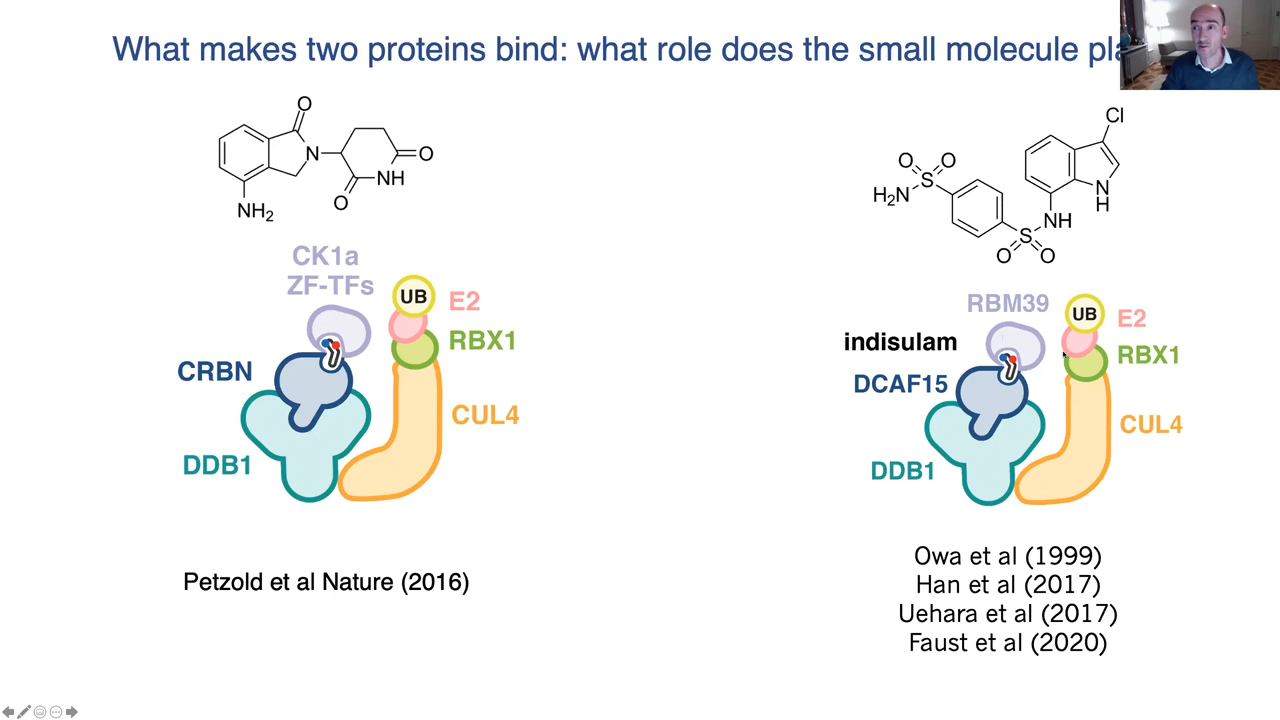 What makes two proteins bind: what role does the small molecule
O
N
O
NH
O
NH2
Cl
O O
S
H2N
N
H
NH
S
O O
CK1a
ZF-TFs
UB
E2
RBX1
CRBN
CUL4
DDB1
RBM39
UB
E2
indisulam
RBX1
DCAF15
CUL4
DDB1
Petzold et al Nature (2016)
Owa et al (1999)
Han et al (2017)
Uehara et al (2017)
Faust et al (2020)